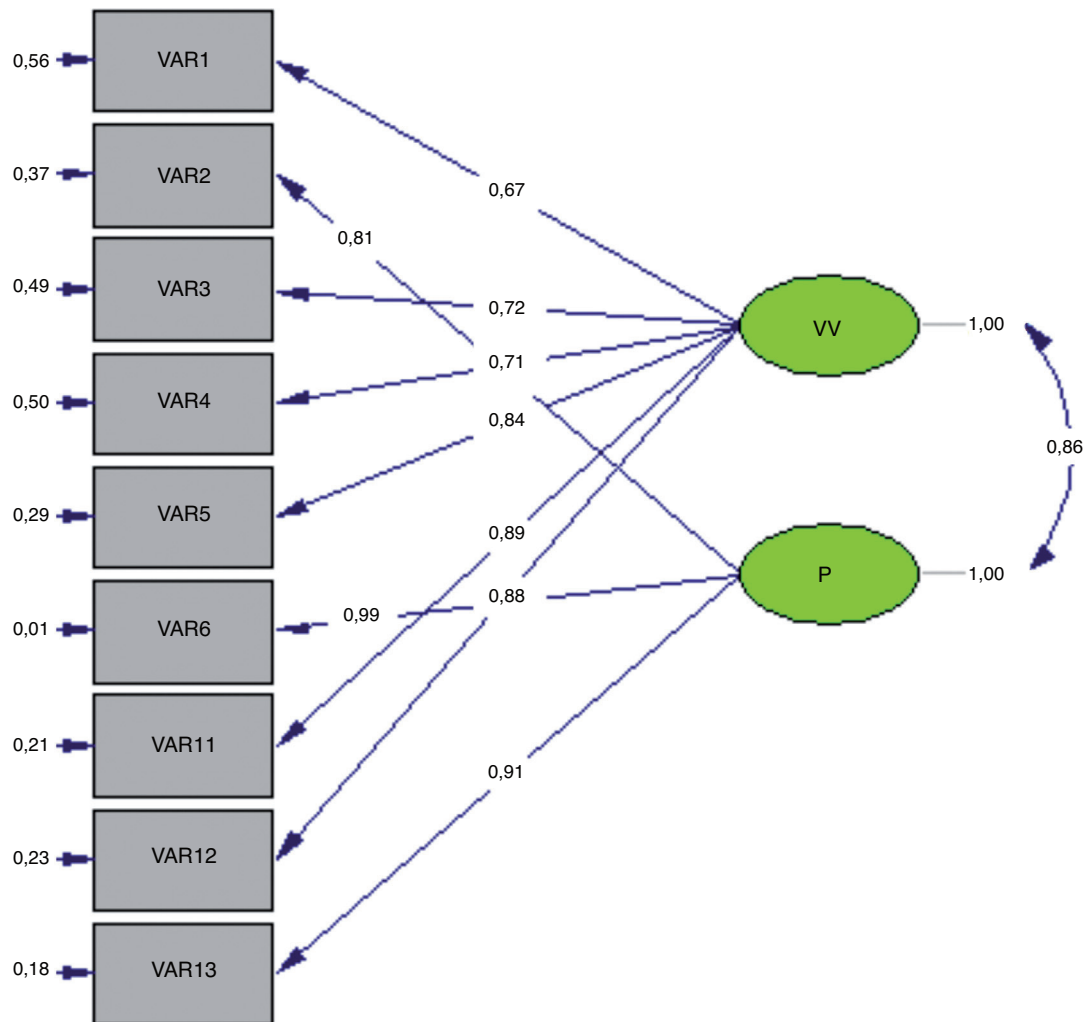 0,56 VAR1
0,37 VAR2
0,67
0,81
0,49 VAR3
0,72
VV 1,00
0,71
0,50 VAR4
0,84
0,86
0,29 VAR5
0,89
P 1,00
0,88
0,01 VAR6
0,99
0,21 VAR11
0,91
0,23 VAR12
0,18 VAR13